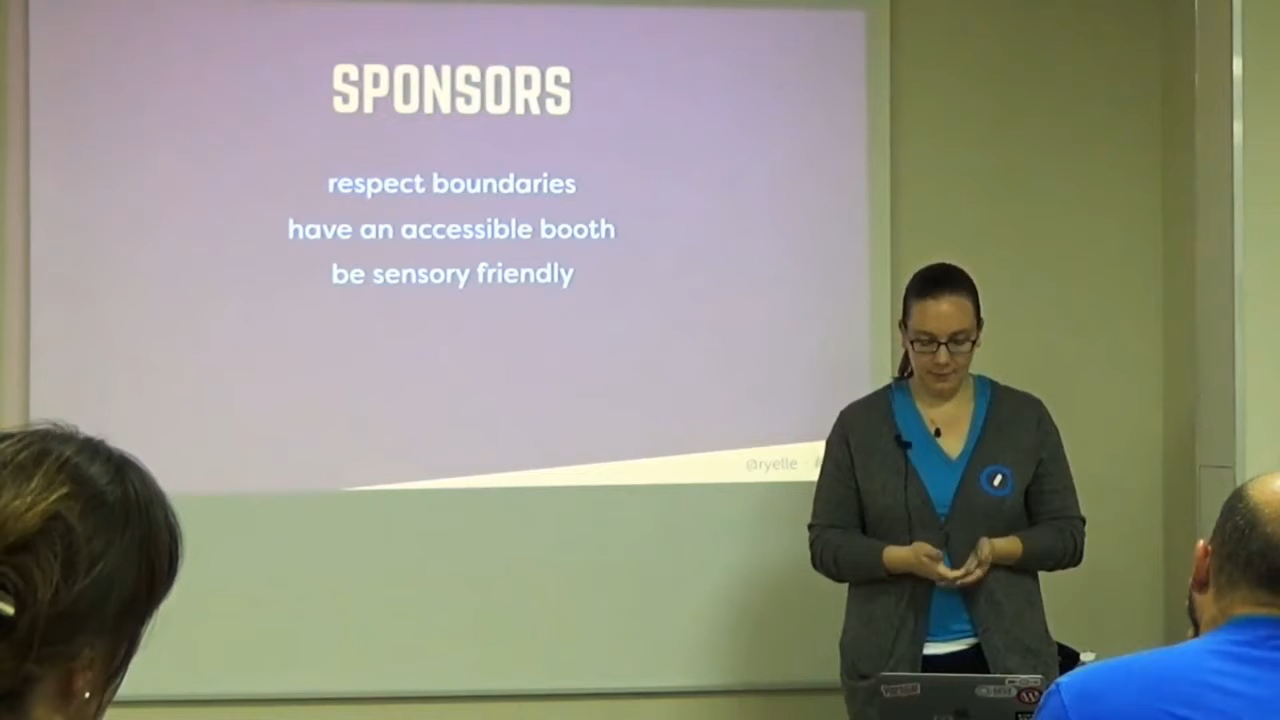 SPONSORS
respect boundaries
have an accessible booth
be sensory friendly
@ryelle